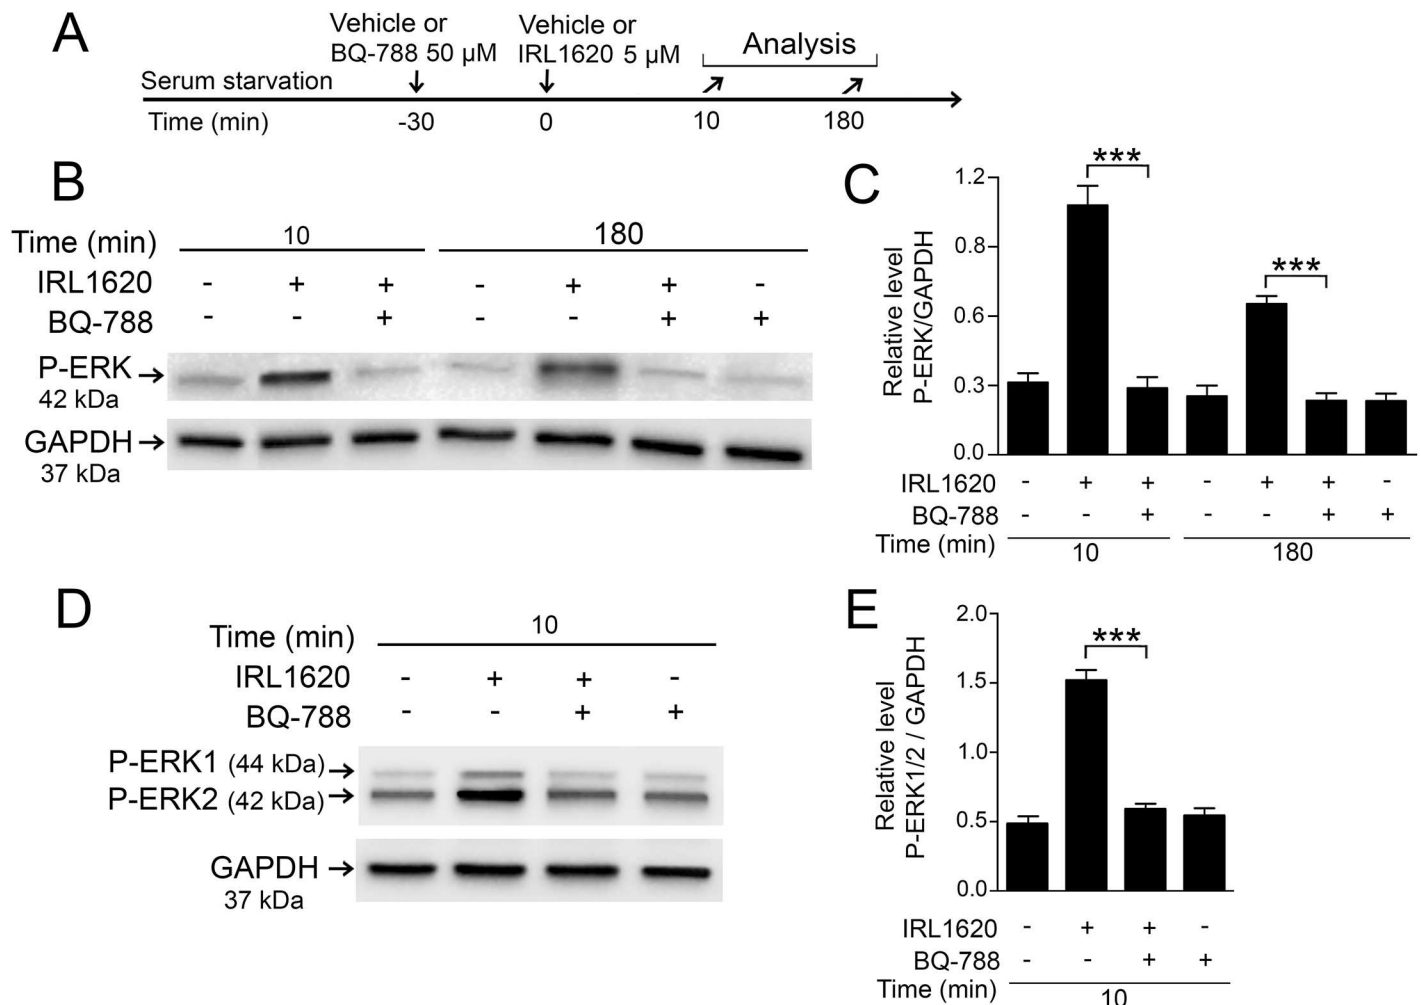 A
Vehicle or
BQ-788 50 μM
Vehicle or
IRL1620 5 μM
Analysis
Serum starvation
Time (min) -30 0 10 180
B
Time (min) 10 180
IRL1620 - + + - + + -
BQ-788 - - + - - + +
P-ERK
42 kDa
GAPDH
37 kDa
C
Relative level
P-ERK/GAPDH
1.2
0.8
0.6
0.3
0.0
***
***
IRL1620 - + + - + + -
BQ-788 - - + - - + +
Time (min) 10 180
D
Time (min) 10
IRL1620 - + + -
BQ-788 - - + +
P-ERK1 (44 kDa)
P-ERK2 (42 kDa)
GAPDH
37 kDa
E
Relative level
P-ERK1/2 / GAPDH
2.0
1.5
1.0
0.5
0.0
***
IRL1620 - + + -
BQ-788 - - + +
Time (min) 10